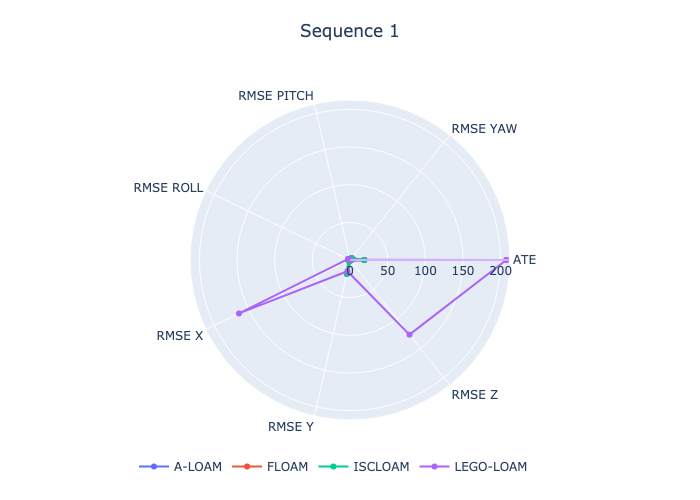 Sequence 1
RMSE PITCH
RMSE YAW
RMSE ROLL
ATE
0 50 100 150 200
RMSE X
RMSE Z
RMSE Y
A-LOAM FLOAM ISCLOAM LEGO-LOAM